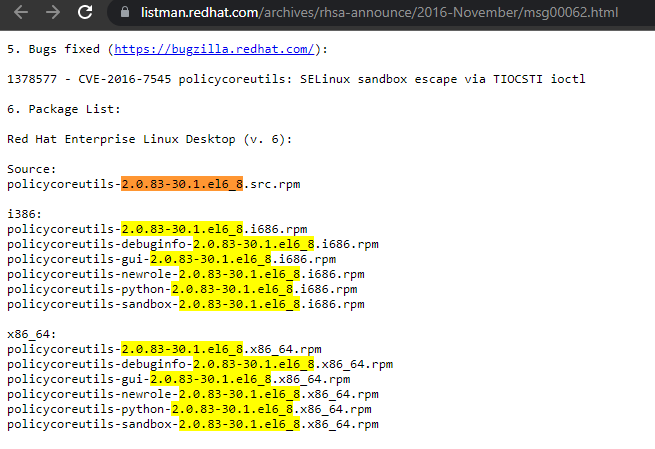 listman.redhat.com/archives/rhsa-announce/2016-November/msg00062.html
5. Bugs fixed (https://bugzilla.redhat.com/):
1378577 - CVE-2016-7545 policycoreutils: SELinux sandbox escape via TIOCSTI ioctl
6. Package List:
Red Hat Enterprise Linux Desktop (v. 6):
Source:
policycoreutils-2.0.83-30.1.el6_8.src.rpm
i386:
policycoreutils-2.0.83-30.1.el6_8.i686.rpm
policycoreutils-debuginfo-2.0.83-30.1.el6_8.i686.rpm
policycoreutils-gui-2.0.83-30.1.el6_8.i686.rpm
policycoreutils-newrole-2.0.83-30.1.el6_8.i686.rpm
policycoreutils-python-2.0.83-30.1.el6_8.i686.rpm
policycoreutils-sandbox-2.0.83-30.1.el6_8.i686.rpm
x86_64:
policycoreutils-2.0.83-30.1.el6_8.x86_64.rpm
policycoreutils-debuginfo-2.0.83-30.1.el6_8.x86_64.rpm
policycoreutils-gui-2.0.83-30.1.el6_8.x86_64.rpm
policycoreutils-newrole-2.0.83-30.1.el6_8.x86_64.rpm
policycoreutils-python-2.0.83-30.1.el6_8.x86_64.rpm
policycoreutils-sandbox-2.0.83-30.1.el6_8.x86_64.rpm